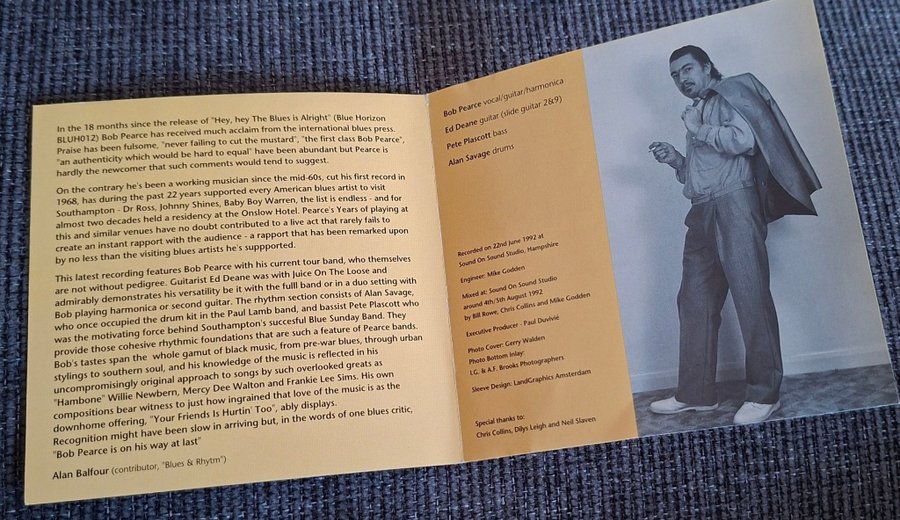 In the 18 months since the release of "Hey, hey The Blues is Alright" (Blue Horizon
BLUH012) Bob Pearce has received much acclaim from the international blues press.
Praise has been fulsome, "never failing to cut the mustard", "the first class Bob Pearce",
"an authenticity which would be hard to equal" have been abundant but Pearce is
hardly the newcomer that such comments would tend to suggest.
On the contrary he's been a working musician since the mid-60s, cut his first record in
1968, has during the past 22 years supported every American blues artist to visit
Southampton - Dr Ross, Johnny Shines, Baby Boy Warren, the list is endless - and for
almost two decades held a residency at the Onslow Hotel. Pearce's Years of playing at
this and similar venues have no doubt contributed to a live act that rarely fails to
create an instant rapport with the audience - a rapport that has been remarked upon
by no less than the visiting blues artists he's suppported.
This latest recording features Bob Pearce with his current tour band, who themselves
are not without pedigree. Guitarist Ed Deane was with Juice On The Loose and
admirably demonstrates his versatility be it with the fulll band or in a duo setting with
Bob playing harmonica or second guitar. The rhythm section consists of Alan Savage,
who once occupied the drum kit in the Paul Lamb band, and bassist Pete Plascott who
was the motivating force behind Southampton's succesful Blue Sunday Band. They
provide those cohesive rhythmic foundations that are such a feature of Pearce bands.
Bob's tastes span the whole gamut of black music, from pre-war blues, through urban
stylings to southern soul, and his knowledge of the music is reflected in his
uncompromisingly original approach to songs by such overlooked greats as
"Hambone" Willie Newbern, Mercy Dee Walton and Frankie Lee Sims. His own
compositions bear witness to just how ingrained that love of the music is as the
downhome offering, "Your Friends Is Hurtin' Too", ably displays.
Recognition might have been slow in arriving but, in the words of one blues critic,
"Bob Pearce is on his way at last"
Alan Balfour (contributor, "Blues & Rhytm")
Bob Pearce vocal/guitar/harmonica
Ed Deane guitar (slide guitar 2&9)
Pete Plascott bass
Alan Savage drums
Recorded on 22nd June 1992 at
Sound On Sound Studio, Hampshire
Engineer: Mike Godden
Mixed at: Sound On Sound Studio
around 4th/5th August 1992
by Bill Rowe, Chris Collins and Mike Godden
Executive Producer - Paul Duvivié
Photo Cover: Gerry Walden
Photo Bottom Inlay:
I.G. & A.F. Brooks Photographers
Sleeve Design: LandGraphics Amsterdam
Special thanks to:
Chris Collins, Dilys Leigh and Neil Slaven